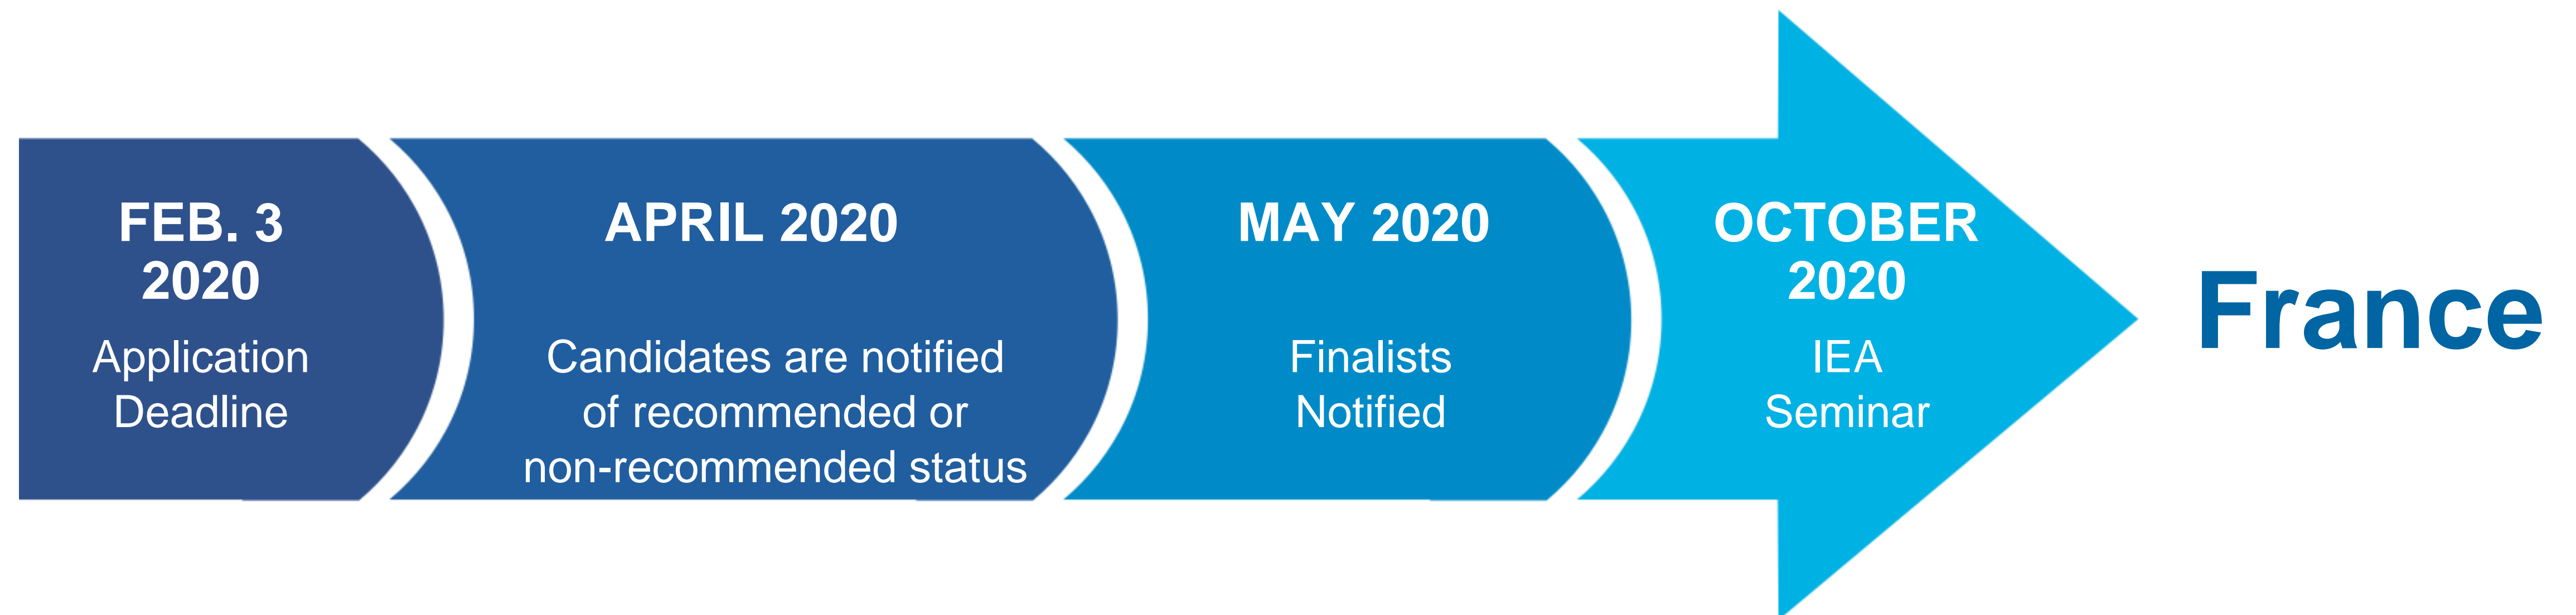 FEB. 3
2020
Application
Deadline
APRIL 2020
Candidates are notified
of recommended or
non-recommended status
MAY 2020
Finalists
Notified
OCTOBER
2020
IEA
Seminar
France